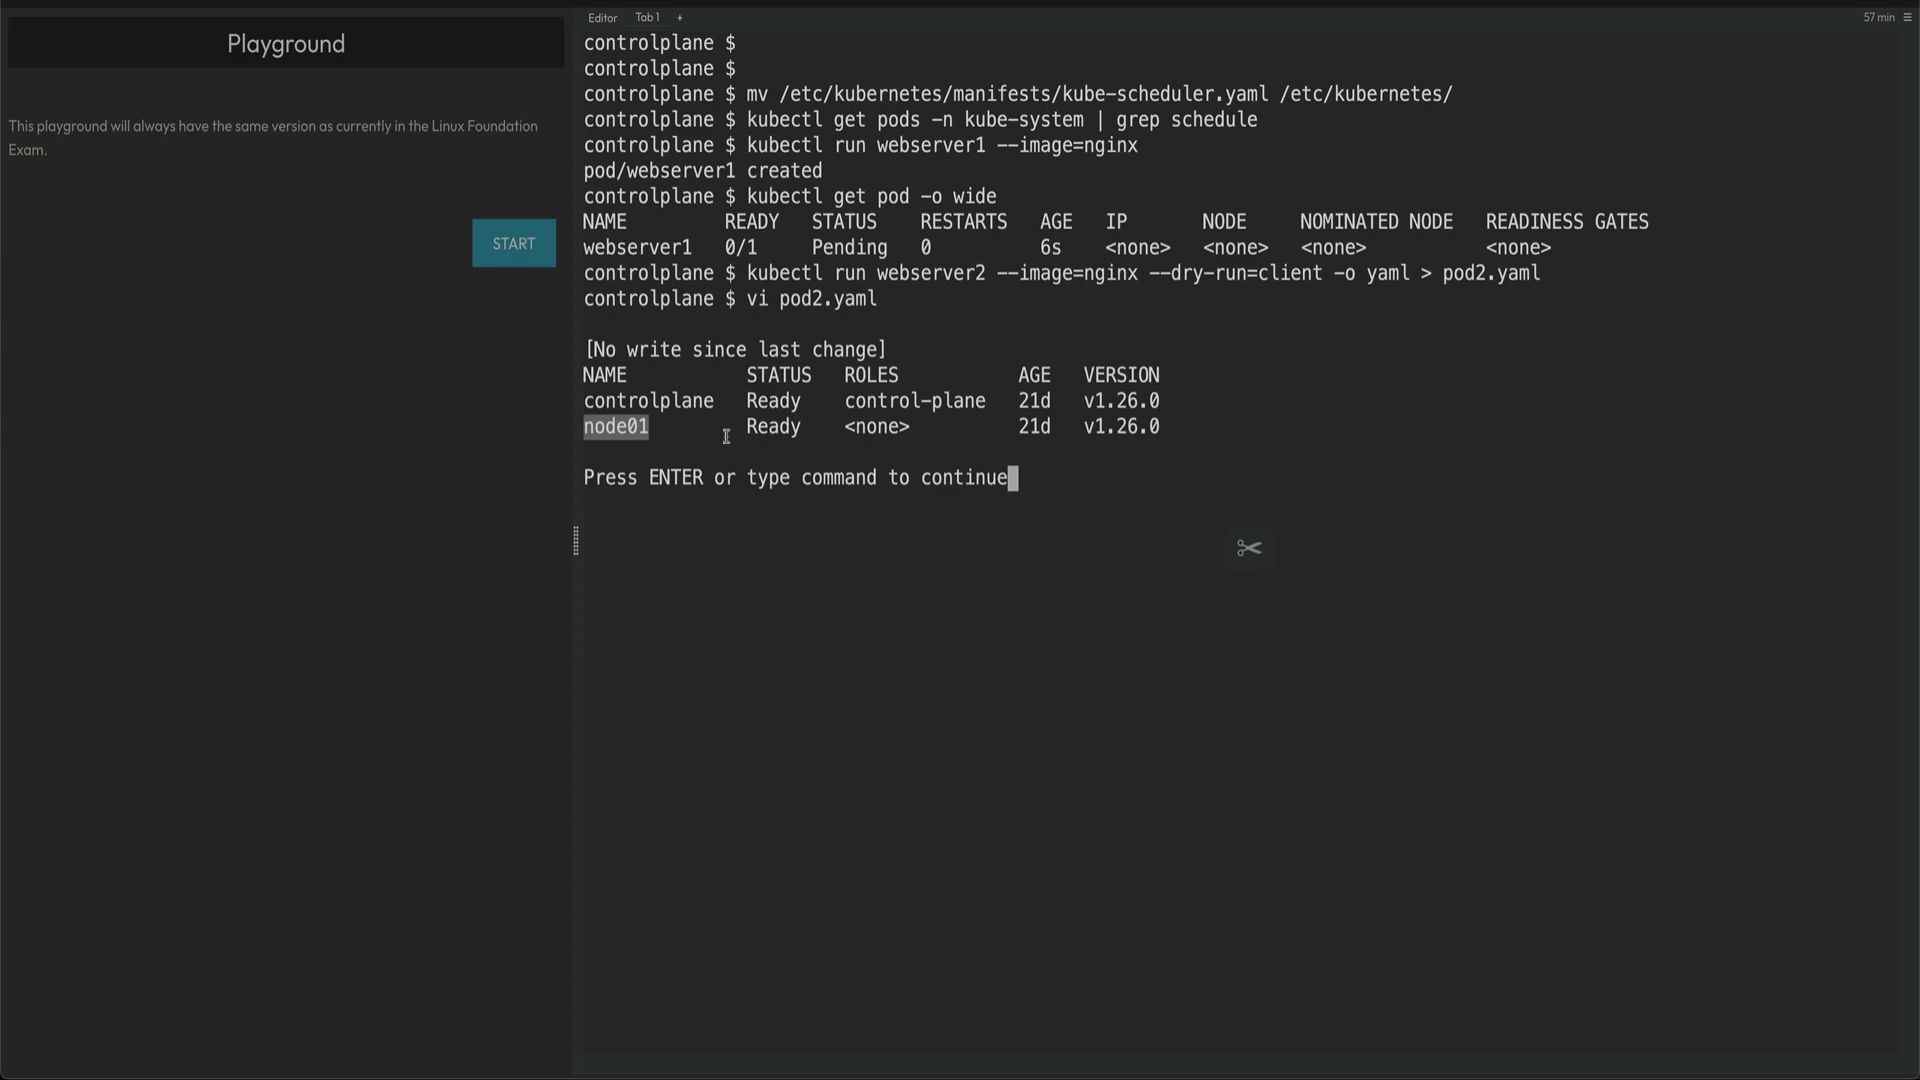 Editor Tab 1 +
57 min ☰
Playground
This playground will always have the same version as currently in the Linux Foundation
Exam.
START
controlplane $
controlplane $
controlplane $ mv /etc/kubernetes/manifests/kube-scheduler.yaml /etc/kubernetes/
controlplane $ kubectl get pods -n kube-system | grep schedule
controlplane $ kubectl run webserver1 --image=nginx
pod/webserver1 created
controlplane $ kubectl get pod -o wide
NAME READY STATUS RESTARTS AGE IP NODE NOMINATED NODE READINESS GATES
webserver1 0/1 Pending 0 6s <none> <none> <none> <none>
controlplane $ kubectl run webserver2 --image=nginx --dry-run=client -o yaml > pod2.yaml
controlplane $ vi pod2.yaml
[No write since last change]
NAME STATUS ROLES AGE VERSION
controlplane Ready control-plane 21d v1.26.0
node01 Ready <none> 21d v1.26.0
Press ENTER or type command to continue